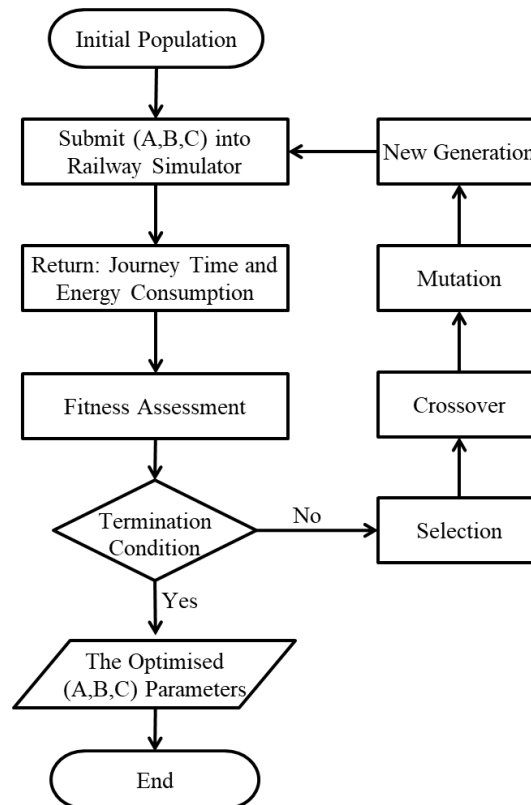 Initial Population
Submit (A,B,C) into
Railway Simulator
New Generation
Return: Journey Time and
Energy Consumption
Mutation
Fitness Assessment
Crossover
Termination
Condition
No
Selection
Yes
The Optimised
(A,B,C) Parameters
End